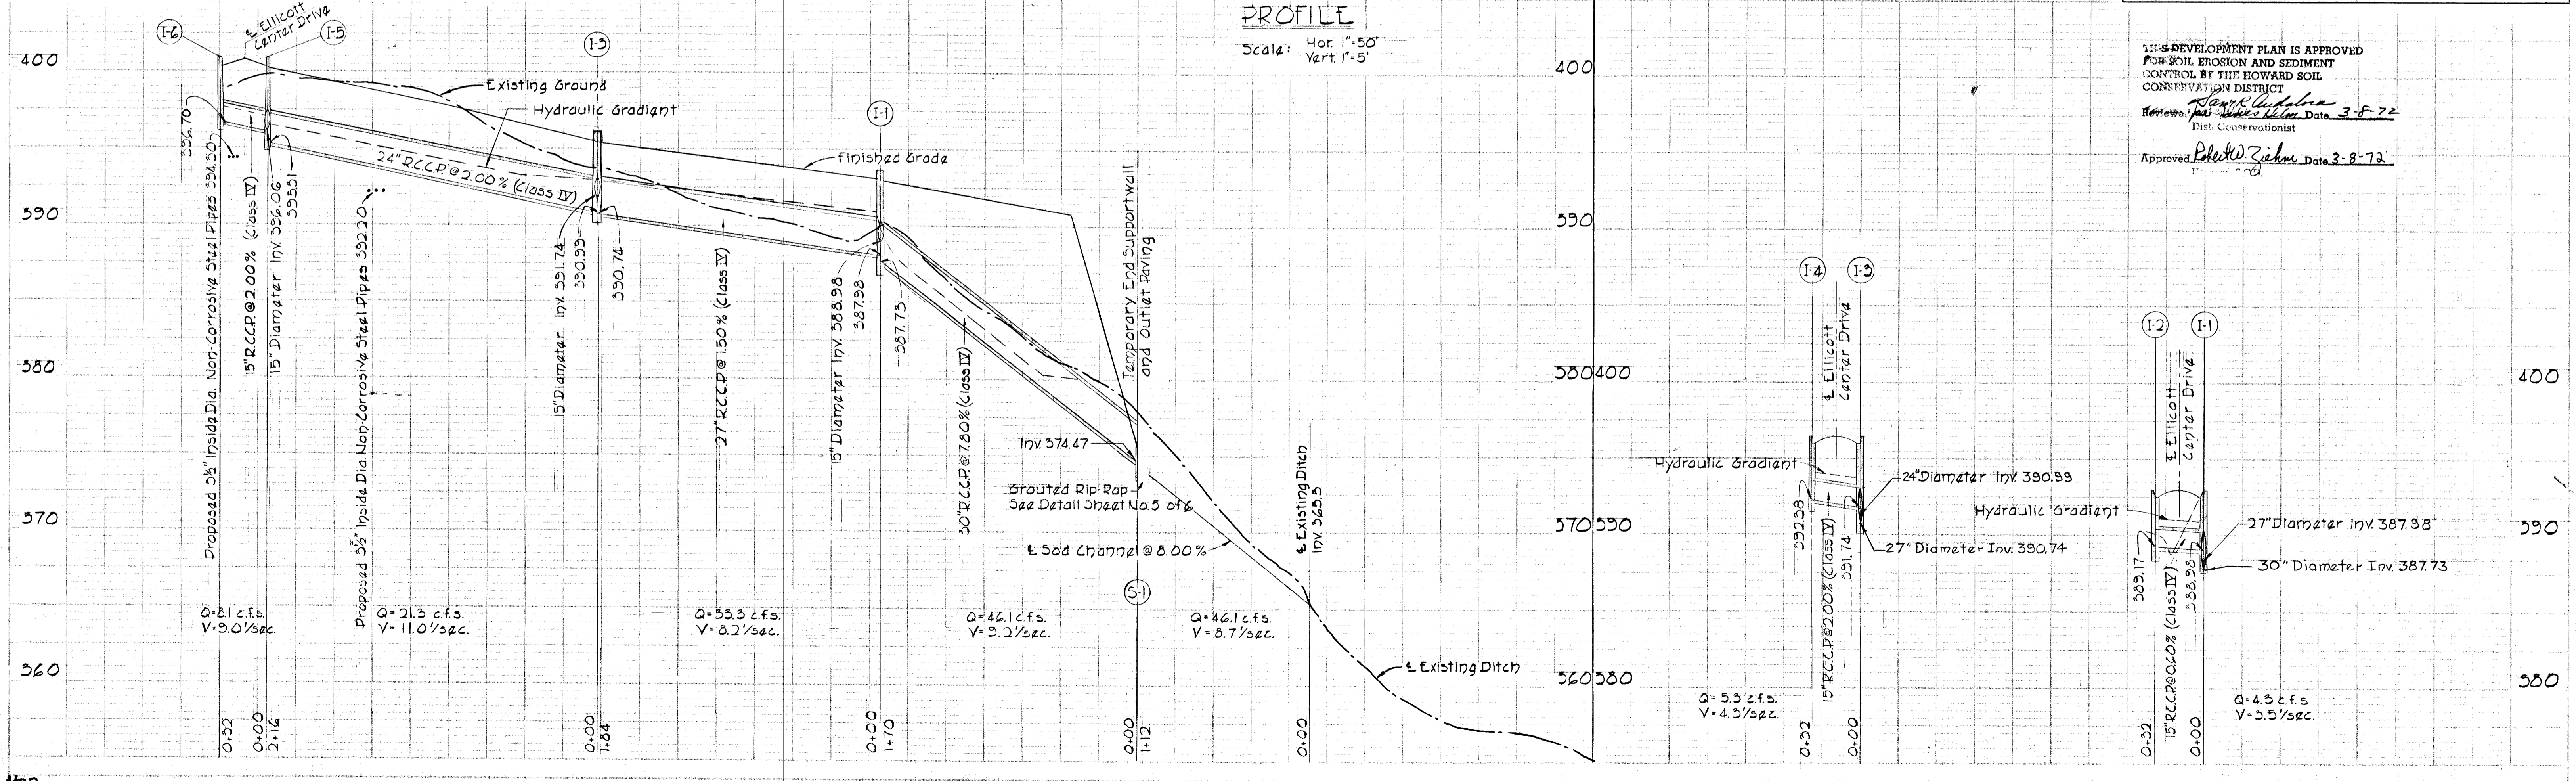 PROFILE
Scale: Hor. 1"=50'
Vert. 1"=5'
THIS DEVELOPMENT PLAN IS APPROVED
FOR SOIL EROSION AND SEDIMENT
CONTROL BY THE HOWARD SOIL
CONSERVATION DISTRICT
Reviewed Date 3-8-72
Dist. Conservationist
Approved Robert W. Ziehm Date 3-8-72
400
390
380
370
360
I-6
℄ Ellicott
Center Drive
I-5
I-3
I-1
Existing Ground
Hydraulic Gradient
Finished Grade
24" R.C.C.P. @ 2.00% (Class IV)
396.70
Proposed 3½" Inside Dia. Non-Corrosive Steel Pipes 394.30
15" R.C.C.P. @ 2.00% (Class IV)
15" Diameter Inv. 396.06
395.31
Proposed 3½" Inside Dia. Non-Corrosive Steel Pipes 392.20
15" Diameter Inv. 391.74
390.99
390.74
27" R.C.C.P. @ 1.50% (Class IV)
15" Diameter Inv. 388.98
387.98
387.73
30" R.C.C.P. @ 7.80% (Class IV)
Temporary End Supportwall
and Outlet Paving
Inv. 374.47
Grouted Rip-Rap
See Detail Sheet No. 5 of 6
℄ Sod Channel @ 8.00%
℄ Existing Ditch
Inv. 365.5
S-1
℄ Existing Ditch
Q=8.1 c.f.s.
V=9.0'/sec.
Q=21.3 c.f.s.
V=11.0'/sec.
Q=33.3 c.f.s.
V=8.2'/sec.
Q=46.1 c.f.s.
V=9.2'/sec.
Q=46.1 c.f.s.
V=8.7'/sec.
0+32
0+00
2+16
0+00
1+84
0+00
1+70
0+00
1+12
0+00
400
390
380 400
370 390
360 380
I-4
I-3
℄ Ellicott
Center Drive
Hydraulic Gradient
24" Diameter Inv. 390.99
27" Diameter Inv. 390.74
392.38
15" R.C.C.P. @ 2.00% (Class IV)
391.74
Q=5.3 c.f.s.
V=4.3'/sec.
0+32
0+00
I-2
I-1
℄ Ellicott
Center Drive
Hydraulic Gradient
27" Diameter Inv. 387.98
30" Diameter Inv. 387.73
389.17
15" R.C.C.P. @ 0.60% (Class IV)
388.98
Q=4.3 c.f.s
V=3.5'/sec.
0+32
0+00
400
390
380